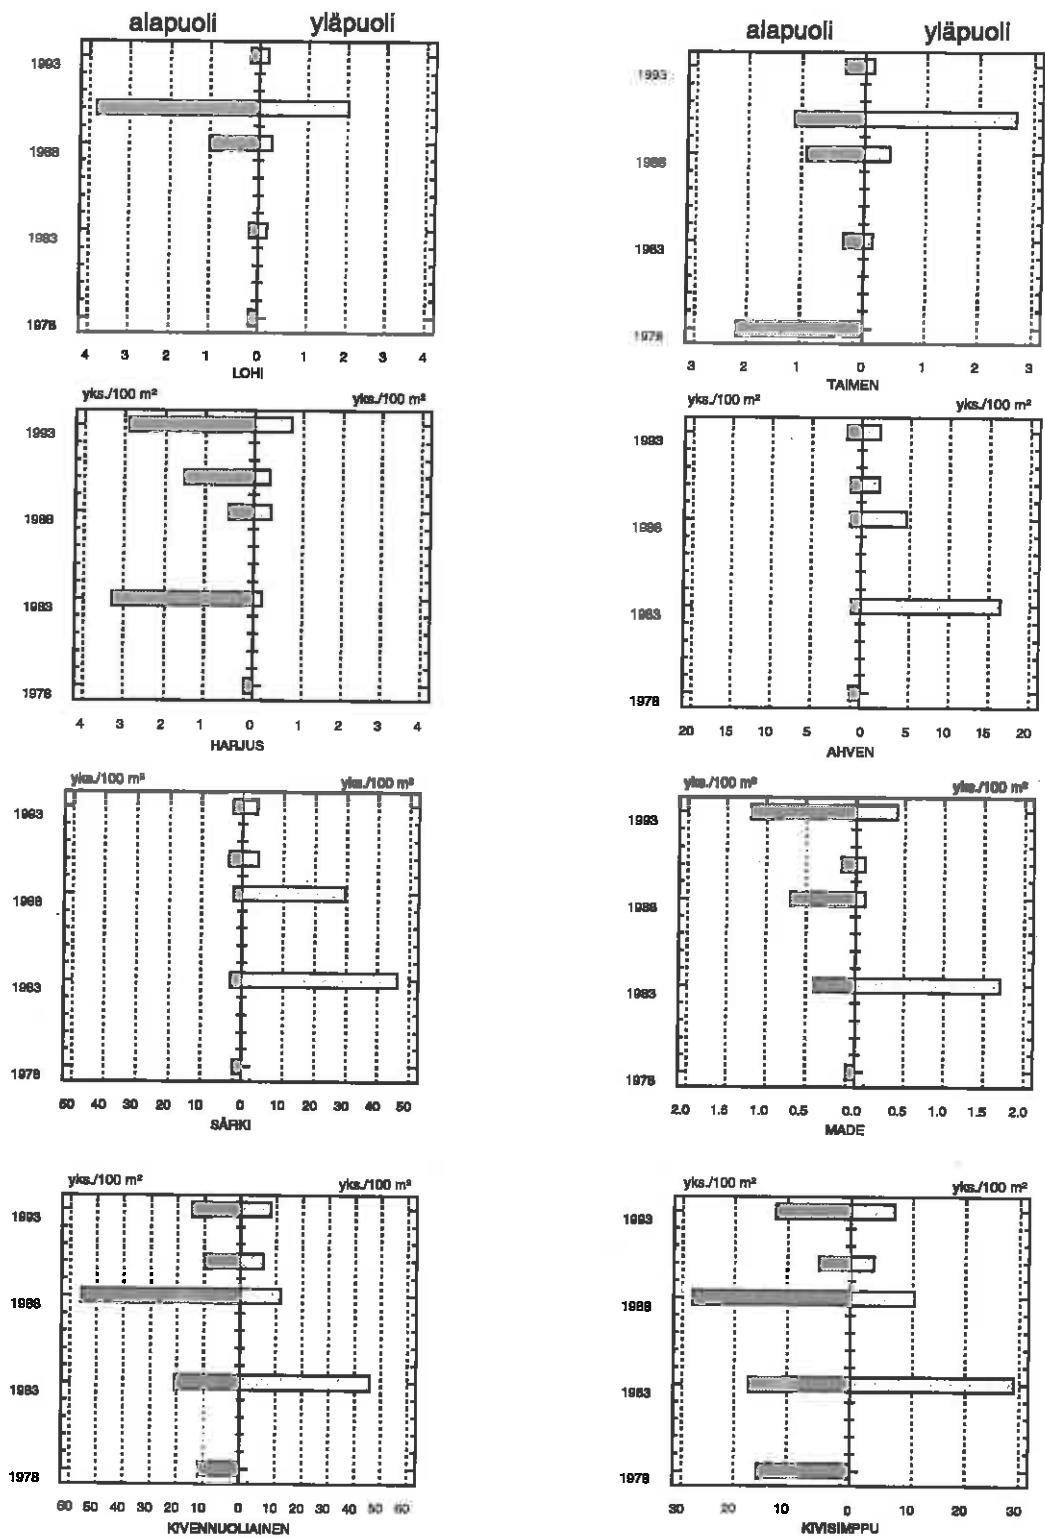 alapuoli yläpuoli
1993
1988
1983
1978
4 3 2 1 0 1 2 3 4
LOHI
alapuoli yläpuoli
1993
1988
1983
1978
3 2 1 0 1 2 3
TAIMEN
yks./100 m² yks./100 m²
1993
1988
1983
1978
4 3 2 1 0 1 2 3 4
HARJUS
yks./100 m² yks./100 m²
1993
1988
1983
1978
20 15 10 5 0 5 10 15 20
AHVEN
yks./100 m² yks./100 m²
1993
1988
1983
1978
50 40 30 20 10 0 10 20 30 40 50
SÄRKI
yks./100 m² yks./100 m²
1993
1988
1983
1978
2.0 1.5 1.0 0.5 0.0 0.5 1.0 1.5 2.0
MADE
yks./100 m² yks./100 m²
1993
1988
1983
1978
60 50 40 30 20 10 0 10 20 30 40 50 60
KIVENNUOLIAINEN
yks./100 m² yks./100 m²
1993
1988
1983
1978
30 20 10 0 10 20 30
KIVISIMPPU